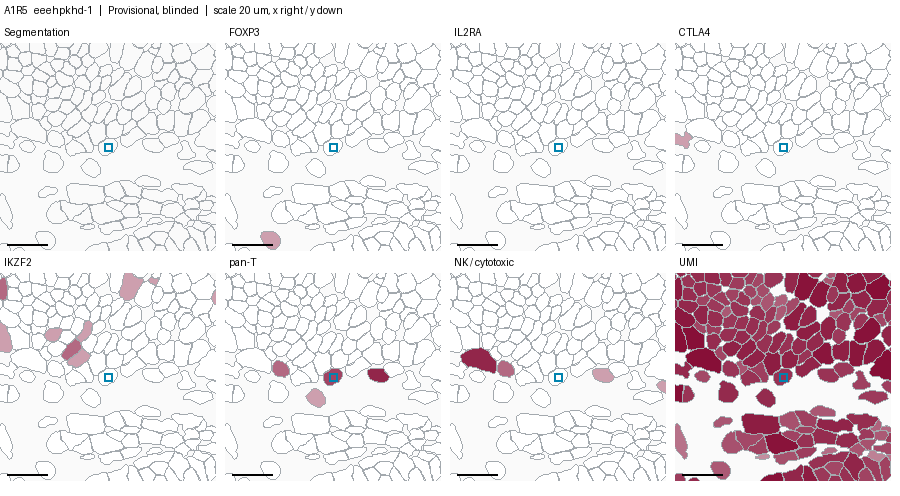 A1R5 eeehpkhd-1 | Provisional, blinded | scale 20 um, x right / y down
Segmentation FOXP3 IL2RA CTLA4
IKZF2 pan-T NK / cytotoxic UMI